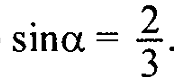 sinα = 2/3.